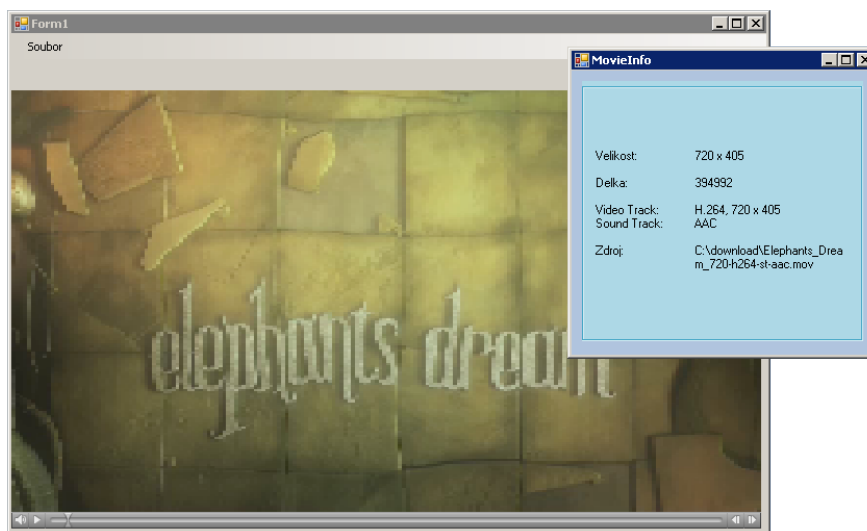 Form1
Soubor
MovieInfo
Velikost: 720 x 405
Delka: 394992
Video Track: H.264, 720 x 405
Sound Track: AAC
Zdroj: C:\download\Elephants_Drea
m_720-h264-st-aac.mov
elephants dream